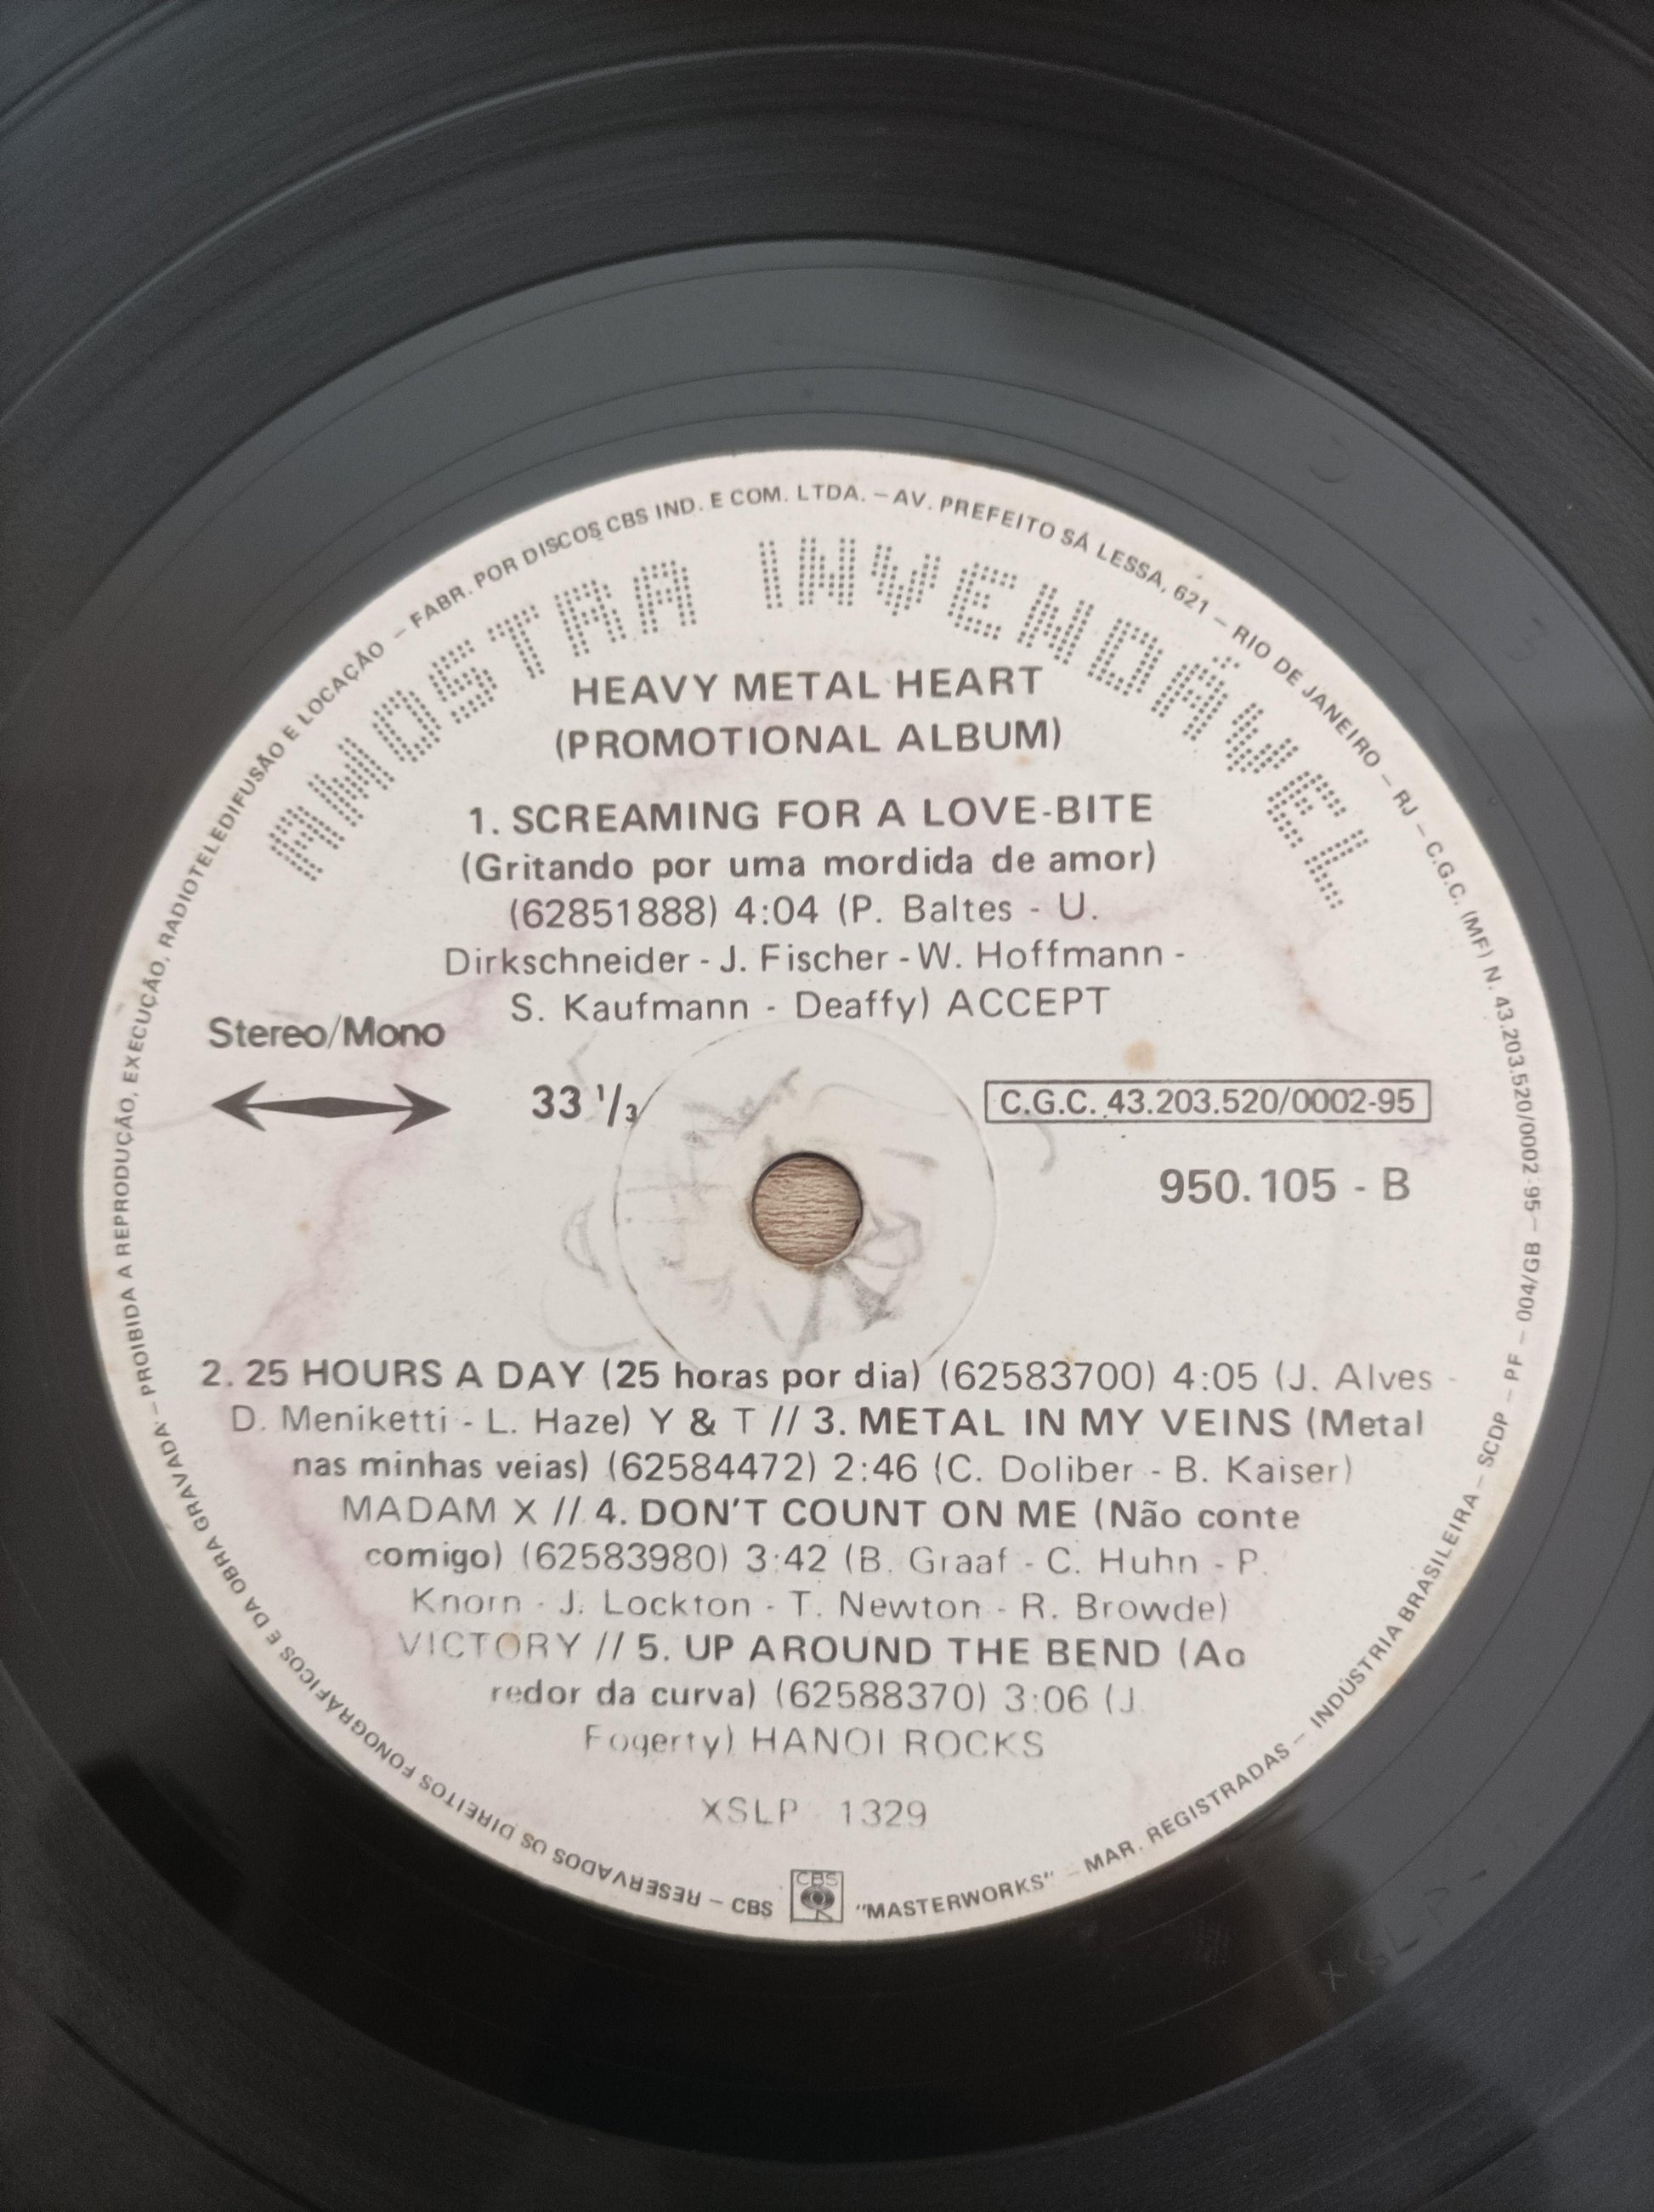 FABR. POR DISCOS CBS IND. E COM. LTDA. – AV. PREFEITO SÁ LESSA, 621 – RIO DE JANEIRO – RJ – C.G.C. (MF) N. 43.203.520/0002-95 – SCDP – PF – 004/GB – INDÚSTRIA BRASILEIRA – MAR. REGISTRADAS – "MASTERWORKS" CBS CBS – RESERVADOS OS DIREITOS FONOGRÁFICOS E DA OBRA GRAVADA – PROIBIDA A REPRODUÇÃO, EXECUÇÃO, RADIOTELEDIFUSÃO E LOCAÇÃO –
AMOSTRA INVENDÁVEL
HEAVY METAL HEART
(PROMOTIONAL ALBUM)
1. SCREAMING FOR A LOVE-BITE
(Gritando por uma mordida de amor)
(62851888) 4:04 (P. Baltes - U.
Dirkschneider - J. Fischer - W. Hoffmann -
S. Kaufmann - Deaffy) ACCEPT
Stereo/Mono
33 1/3
C.G.C. 43.203.520/0002-95
950.105 - B
2. 25 HOURS A DAY (25 horas por dia) (62583700) 4:05 (J. Alves -
D. Meniketti - L. Haze) Y & T // 3. METAL IN MY VEINS (Metal
nas minhas veias) (62584472) 2:46 (C. Doliber - B. Kaiser)
MADAM X // 4. DON'T COUNT ON ME (Não conte
comigo) (62583980) 3:42 (B. Graaf - C. Huhn - P.
Knorn - J. Lockton - T. Newton - R. Browde)
VICTORY // 5. UP AROUND THE BEND (Ao
redor da curva) (62588370) 3:06 (J.
Fogerty) HANOI ROCKS
XSLP 1329